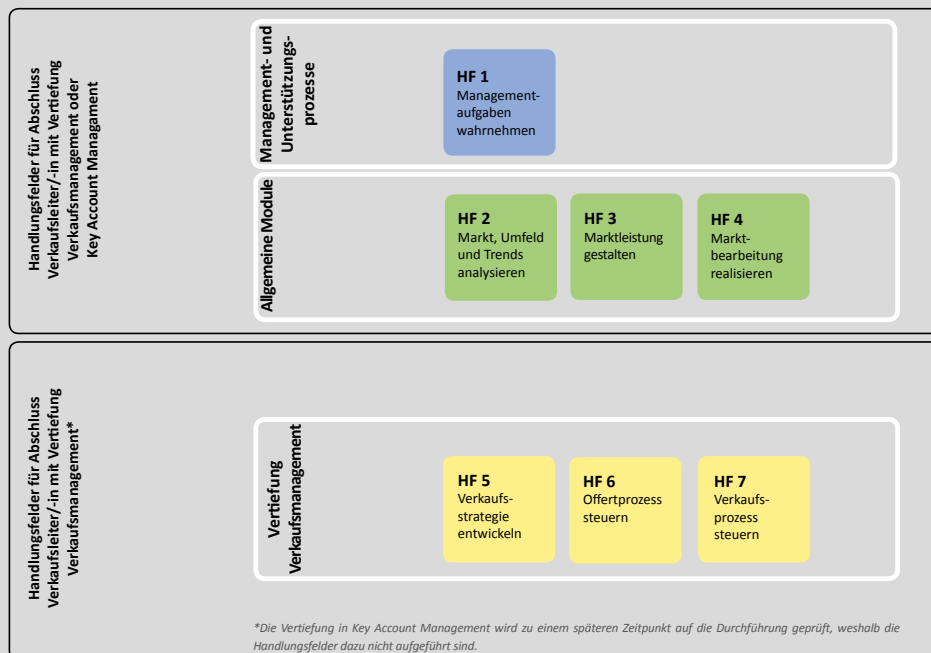 Handlungsfelder für Abschluss
Verkaufsleiter/-in mit Vertiefung
Verkaufsmanagement oder
Key Account Managament
Management- und
Unterstützungs-
prozesse
HF 1
Management-
aufgaben
wahrnehmen
Allgemeine Module
HF 2
Markt, Umfeld
und Trends
analysieren
HF 3
Marktleistung
gestalten
HF 4
Markt-
bearbeitung
realisieren
Handlungsfelder für Abschluss
Verkaufsleiter/-in mit Vertiefung
Verkaufsmanagement*
Vertiefung
Verkaufsmanagement
HF 5
Verkaufs-
strategie
entwickeln
HF 6
Offertprozess
steuern
HF 7
Verkaufs-
prozess
steuern
*Die Vertiefung in Key Account Management wird zu einem späteren Zeitpunkt auf die Durchführung geprüft, weshalb die
Handlungsfelder dazu nicht aufgeführt sind.